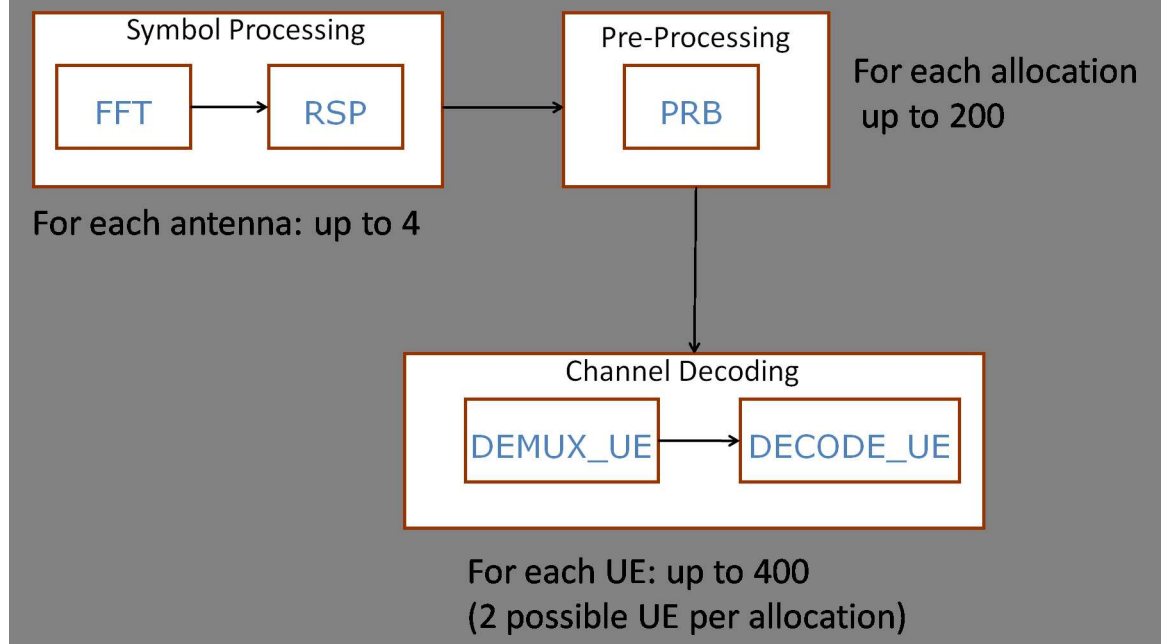 Symbol Processing
FFT
RSP
For each antenna: up to 4
Pre-Processing
PRB
For each allocation
up to 200
Channel Decoding
DEMUX_UE
DECODE_UE
For each UE: up to 400
(2 possible UE per allocation)